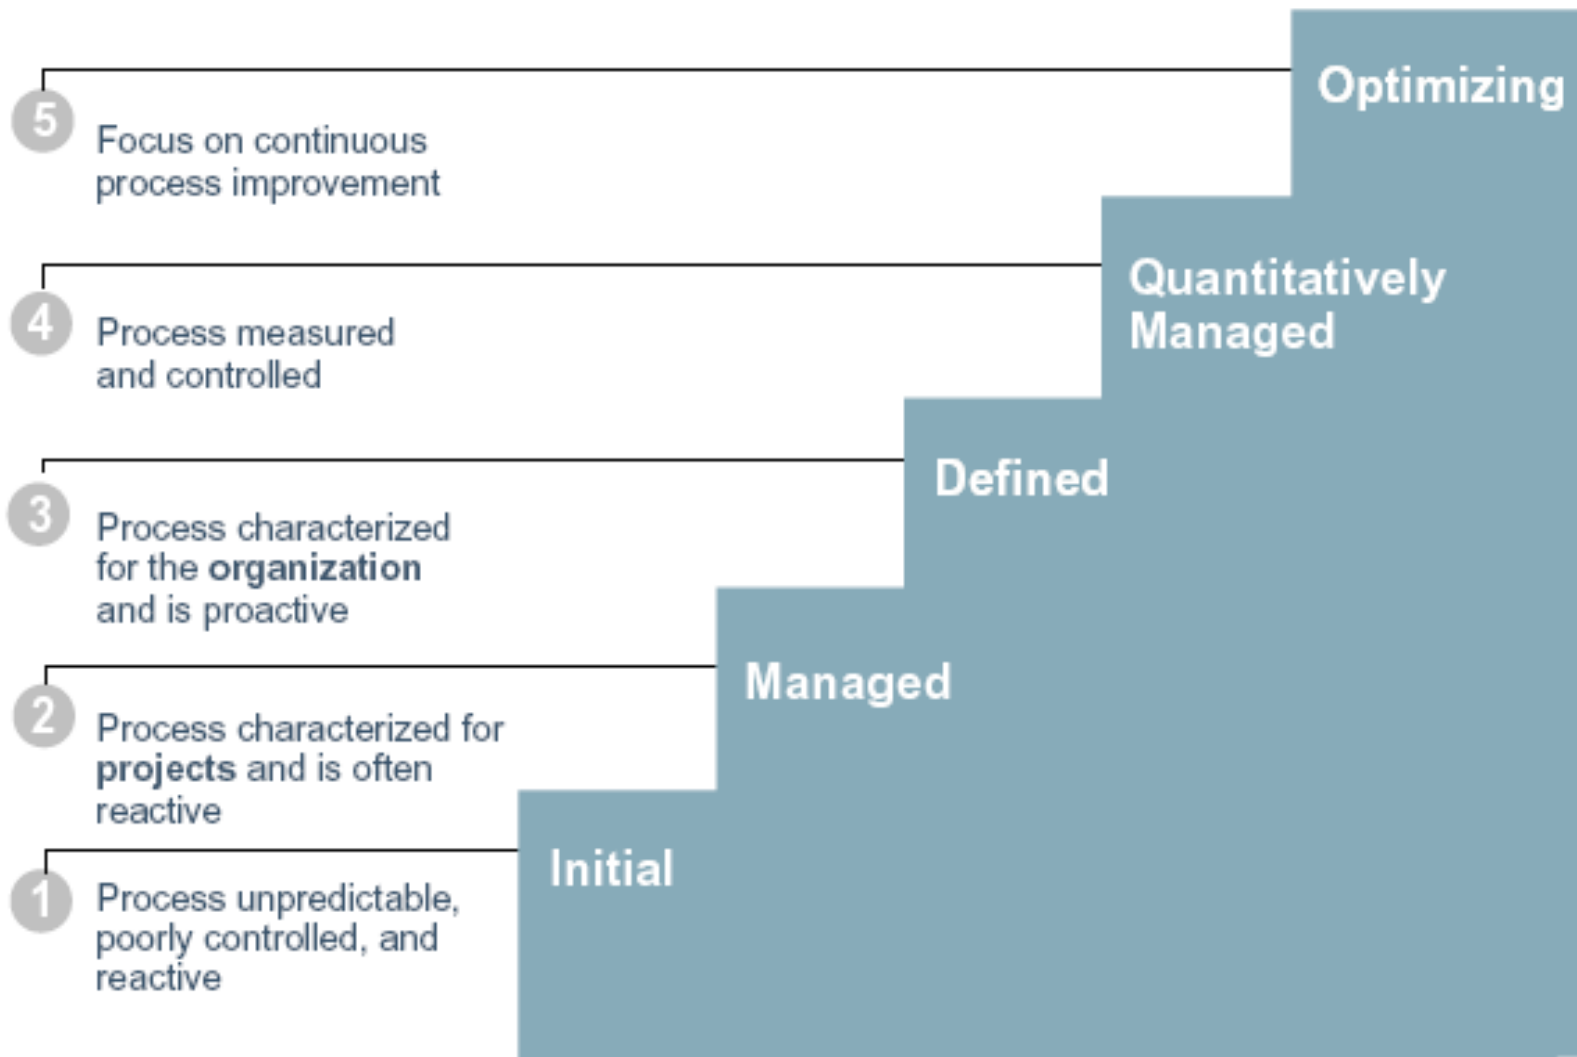 Optimizing
5
Focus on continuous
process improvement
Quantitatively
Managed
4
Process measured
and controlled
Defined
3
Process characterized
for the organization
and is proactive
Managed
2
Process characterized for
projects and is often
reactive
Initial
1
Process unpredictable,
poorly controlled, and
reactive